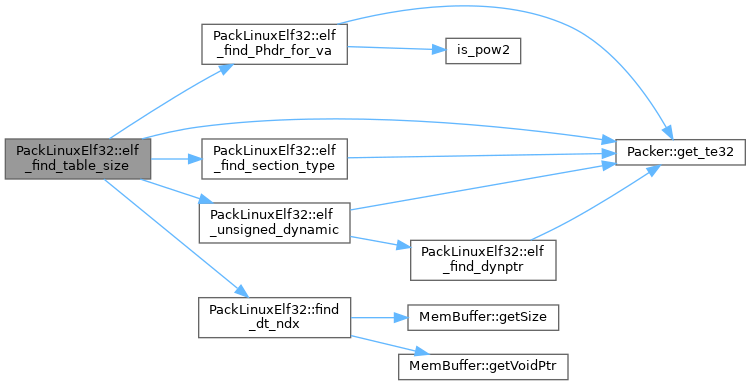 PackLinuxElf32::elf
_find_table_size
PackLinuxElf32::elf
_find_Phdr_for_va
is_pow2
PackLinuxElf32::elf
_find_section_type
Packer::get_te32
PackLinuxElf32::elf
_unsigned_dynamic
PackLinuxElf32::elf
_find_dynptr
PackLinuxElf32::find
_dt_ndx
MemBuffer::getSize
MemBuffer::getVoidPtr